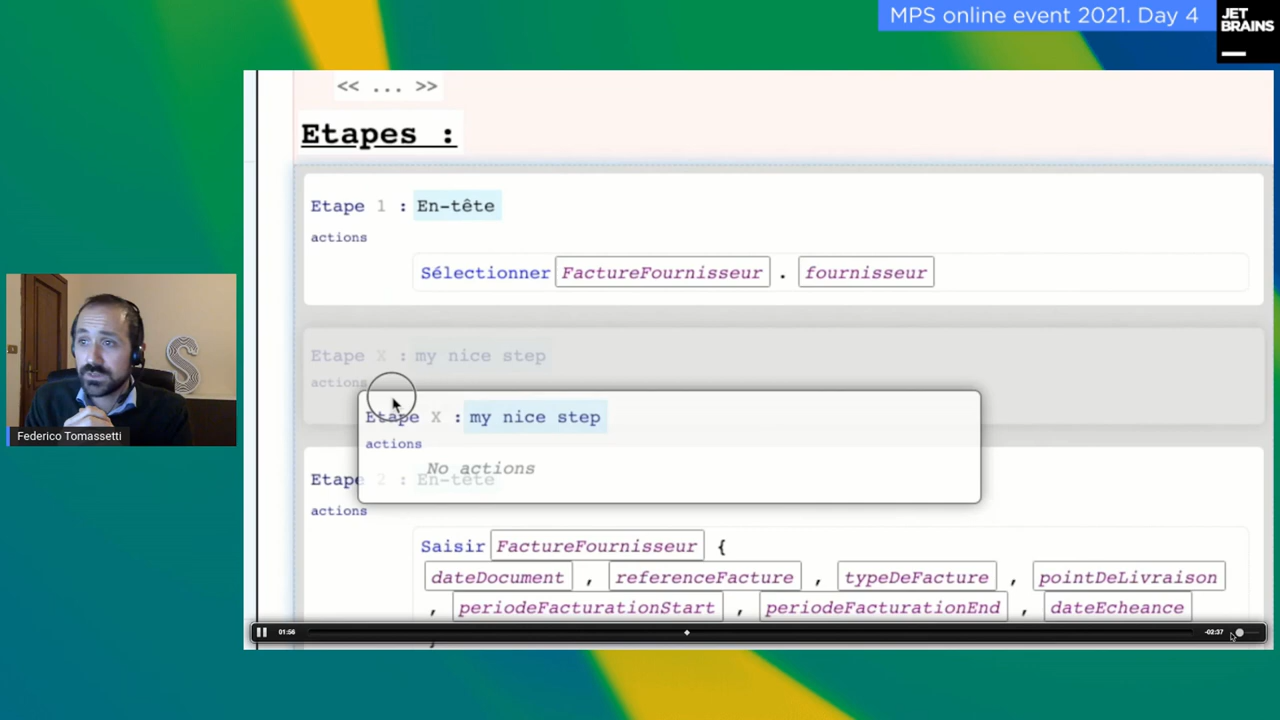 MPS online event 2021. Day 4
JET
BRAINS
<< ... >>
Etapes :
Etape 1 : En-tête
actions
Sélectionner FactureFournisseur . fournisseur
Etape X : my nice step
actions
Etape X : my nice step
actions
No actions
Etape 2 : En-tête
actions
Saisir FactureFournisseur {
dateDocument , referenceFacture , typeDeFacture , pointDeLivraison
, periodeFacturationStart , periodeFacturationEnd , dateEcheance
Federico Tomassetti
01:56
-02:37